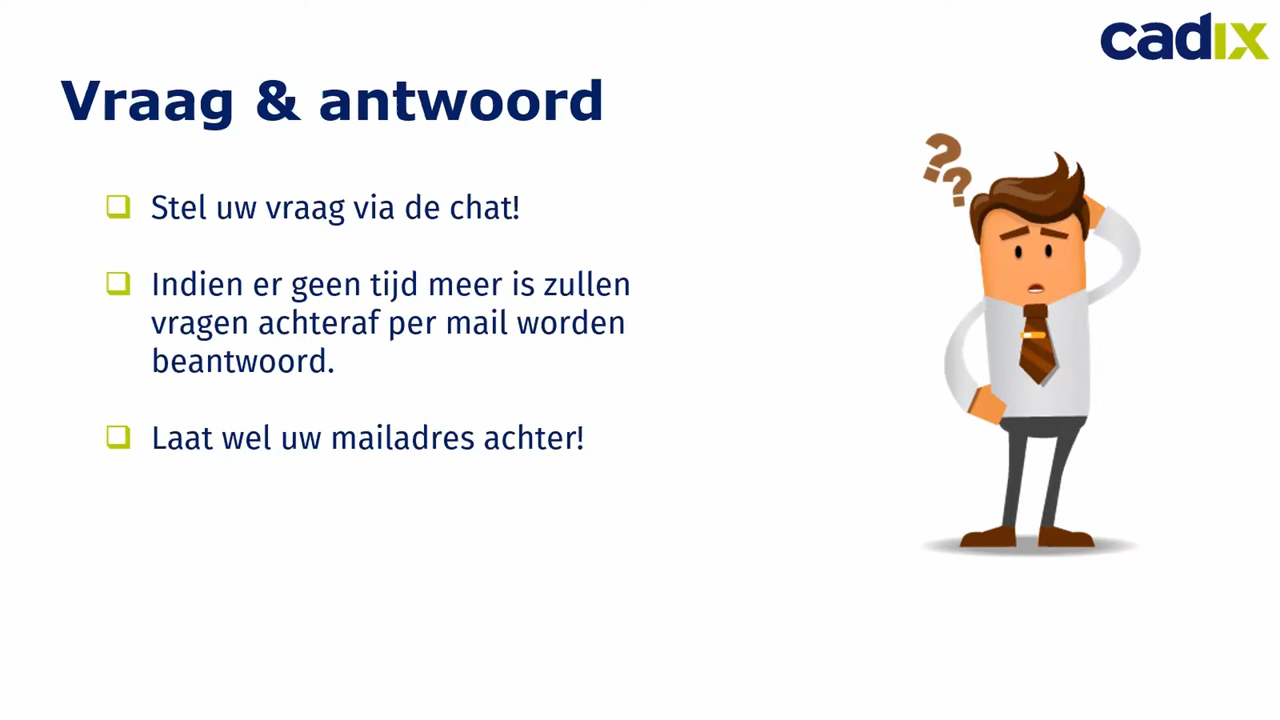 cadix
Vraag & antwoord
Stel uw vraag via de chat!
Indien er geen tijd meer is zullen
vragen achteraf per mail worden
beantwoord.
Laat wel uw mailadres achter!
??